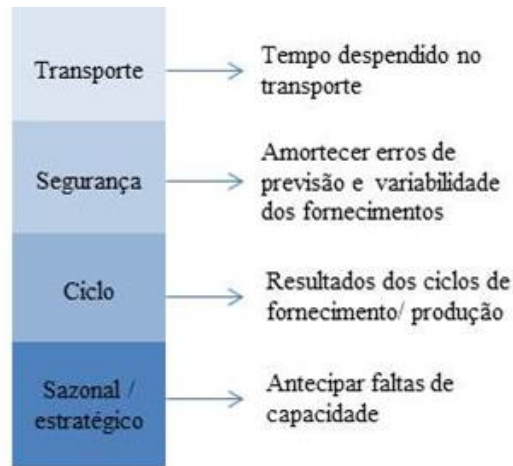 Transporte
Tempo despendido no
transporte
Segurança
Amortecer erros de
previsão e variabilidade
dos fornecimentos
Ciclo
Resultados dos ciclos de
fornecimento/ produção
Sazonal /
estratégico
Antecipar faltas de
capacidade